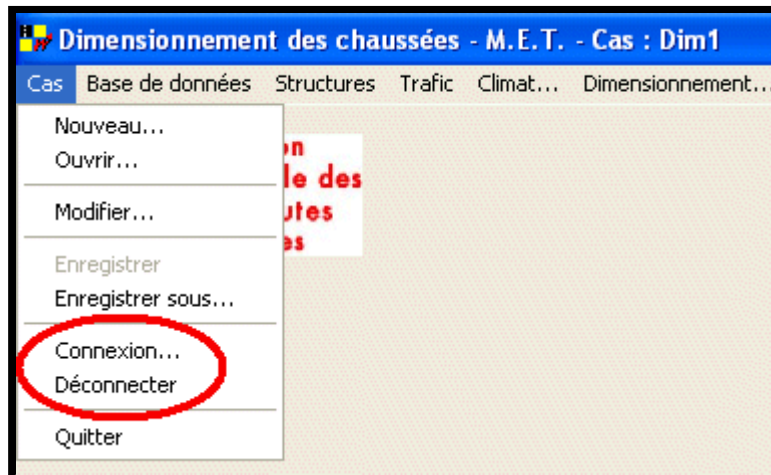 Dimensionnement des chaussées - M.E.T. - Cas : Dim1
Cas Base de données Structures Trafic Climat... Dimensionnement...
Nouveau...
Ouvrir...
Modifier...
Enregistrer
Enregistrer sous...
Connexion...
Déconnecter
Quitter
des